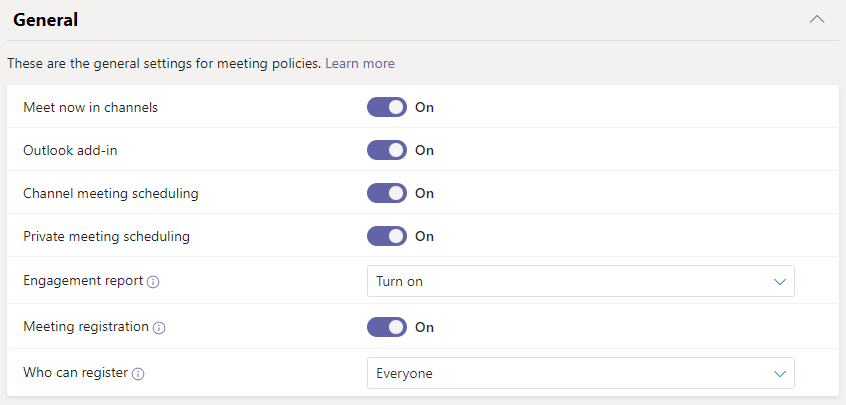 General
These are the general settings for meeting policies. Learn more
Meet now in channels On
Outlook add-in On
Channel meeting scheduling On
Private meeting scheduling On
Engagement report Turn on
Meeting registration On
Who can register Everyone